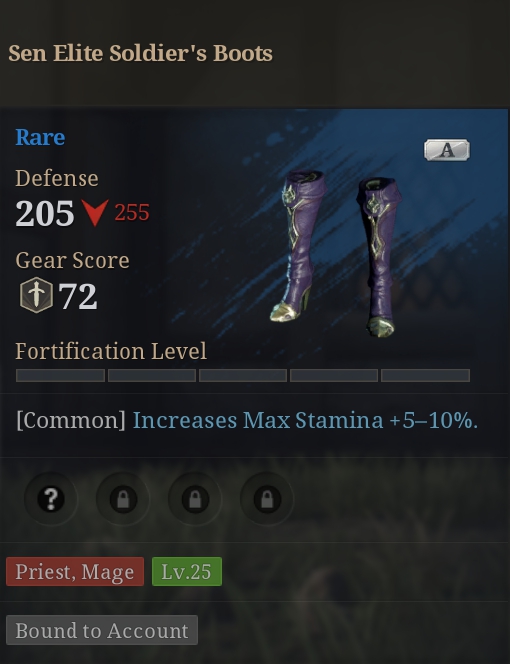 Sen Elite Soldier's Boots
Rare
A
Defense
205 255
Gear Score
72
Fortification Level
[Common] Increases Max Stamina +5–10%.
?
Priest, Mage Lv.25
Bound to Account